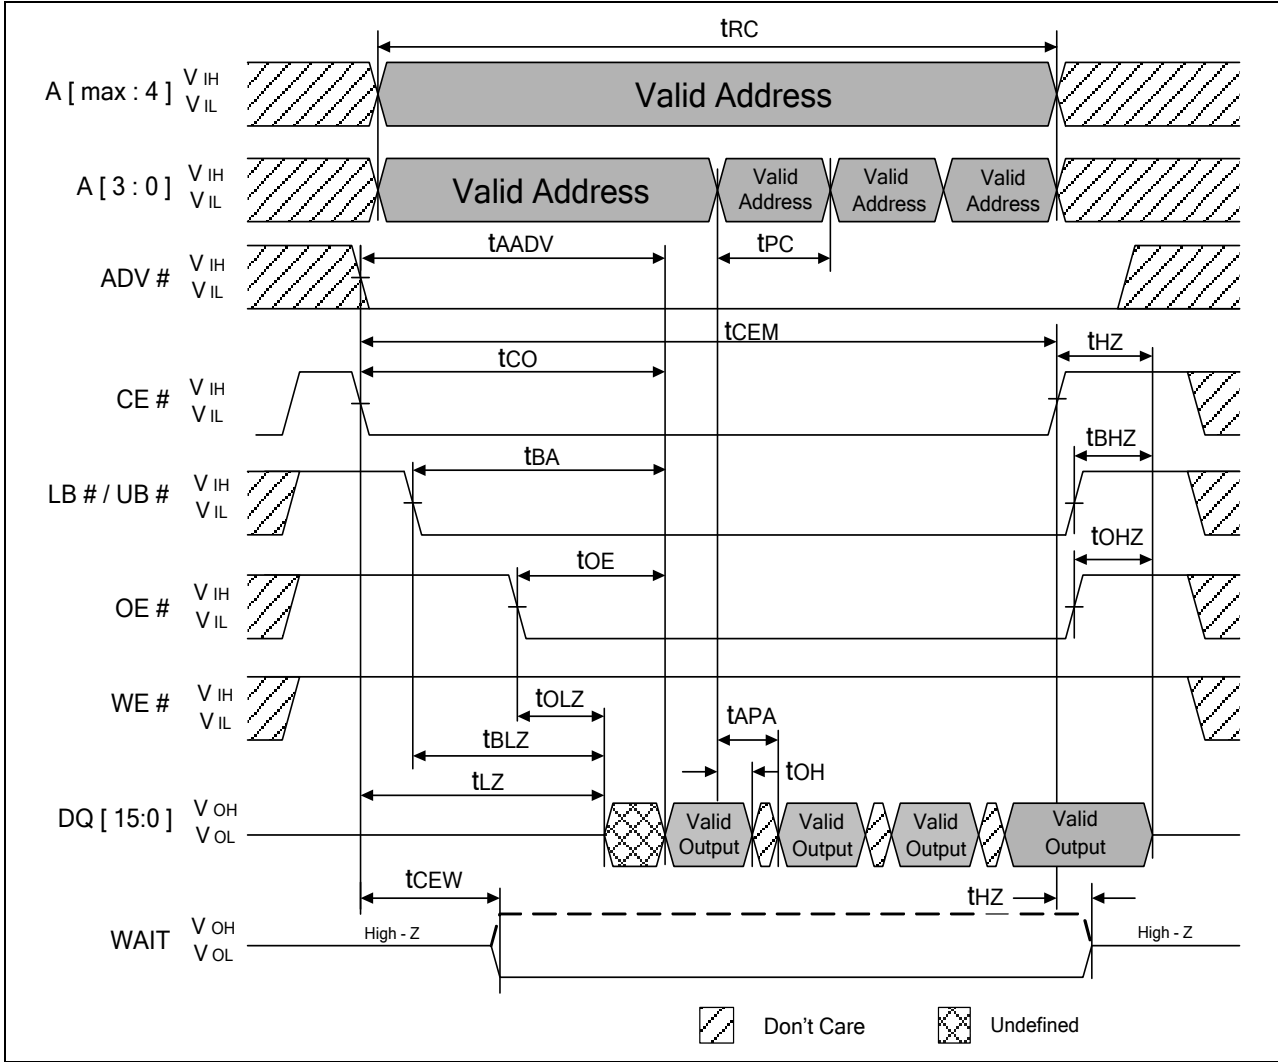 tRC
A [ max : 4 ] V IH
V IL
Valid Address
A [ 3 : 0 ] V IH
V IL
Valid Address
Valid Address
Valid Address
Valid Address
tAADV
tPC
ADV # V IH
V IL
tCEM
tCO
tHZ
CE # V IH
V IL
tBA
tBHZ
LB # / UB # V IH
V IL
tOE
tOHZ
OE # V IH
V IL
WE # V IH
V IL
tOLZ
tAPA
tBLZ
tOH
tLZ
DQ [ 15:0 ] V OH
V OL
Valid Output
Valid Output
Valid Output
Valid Output
tCEW
tHZ
WAIT V OH
V OL
High - Z
High - Z
Don't Care
Undefined